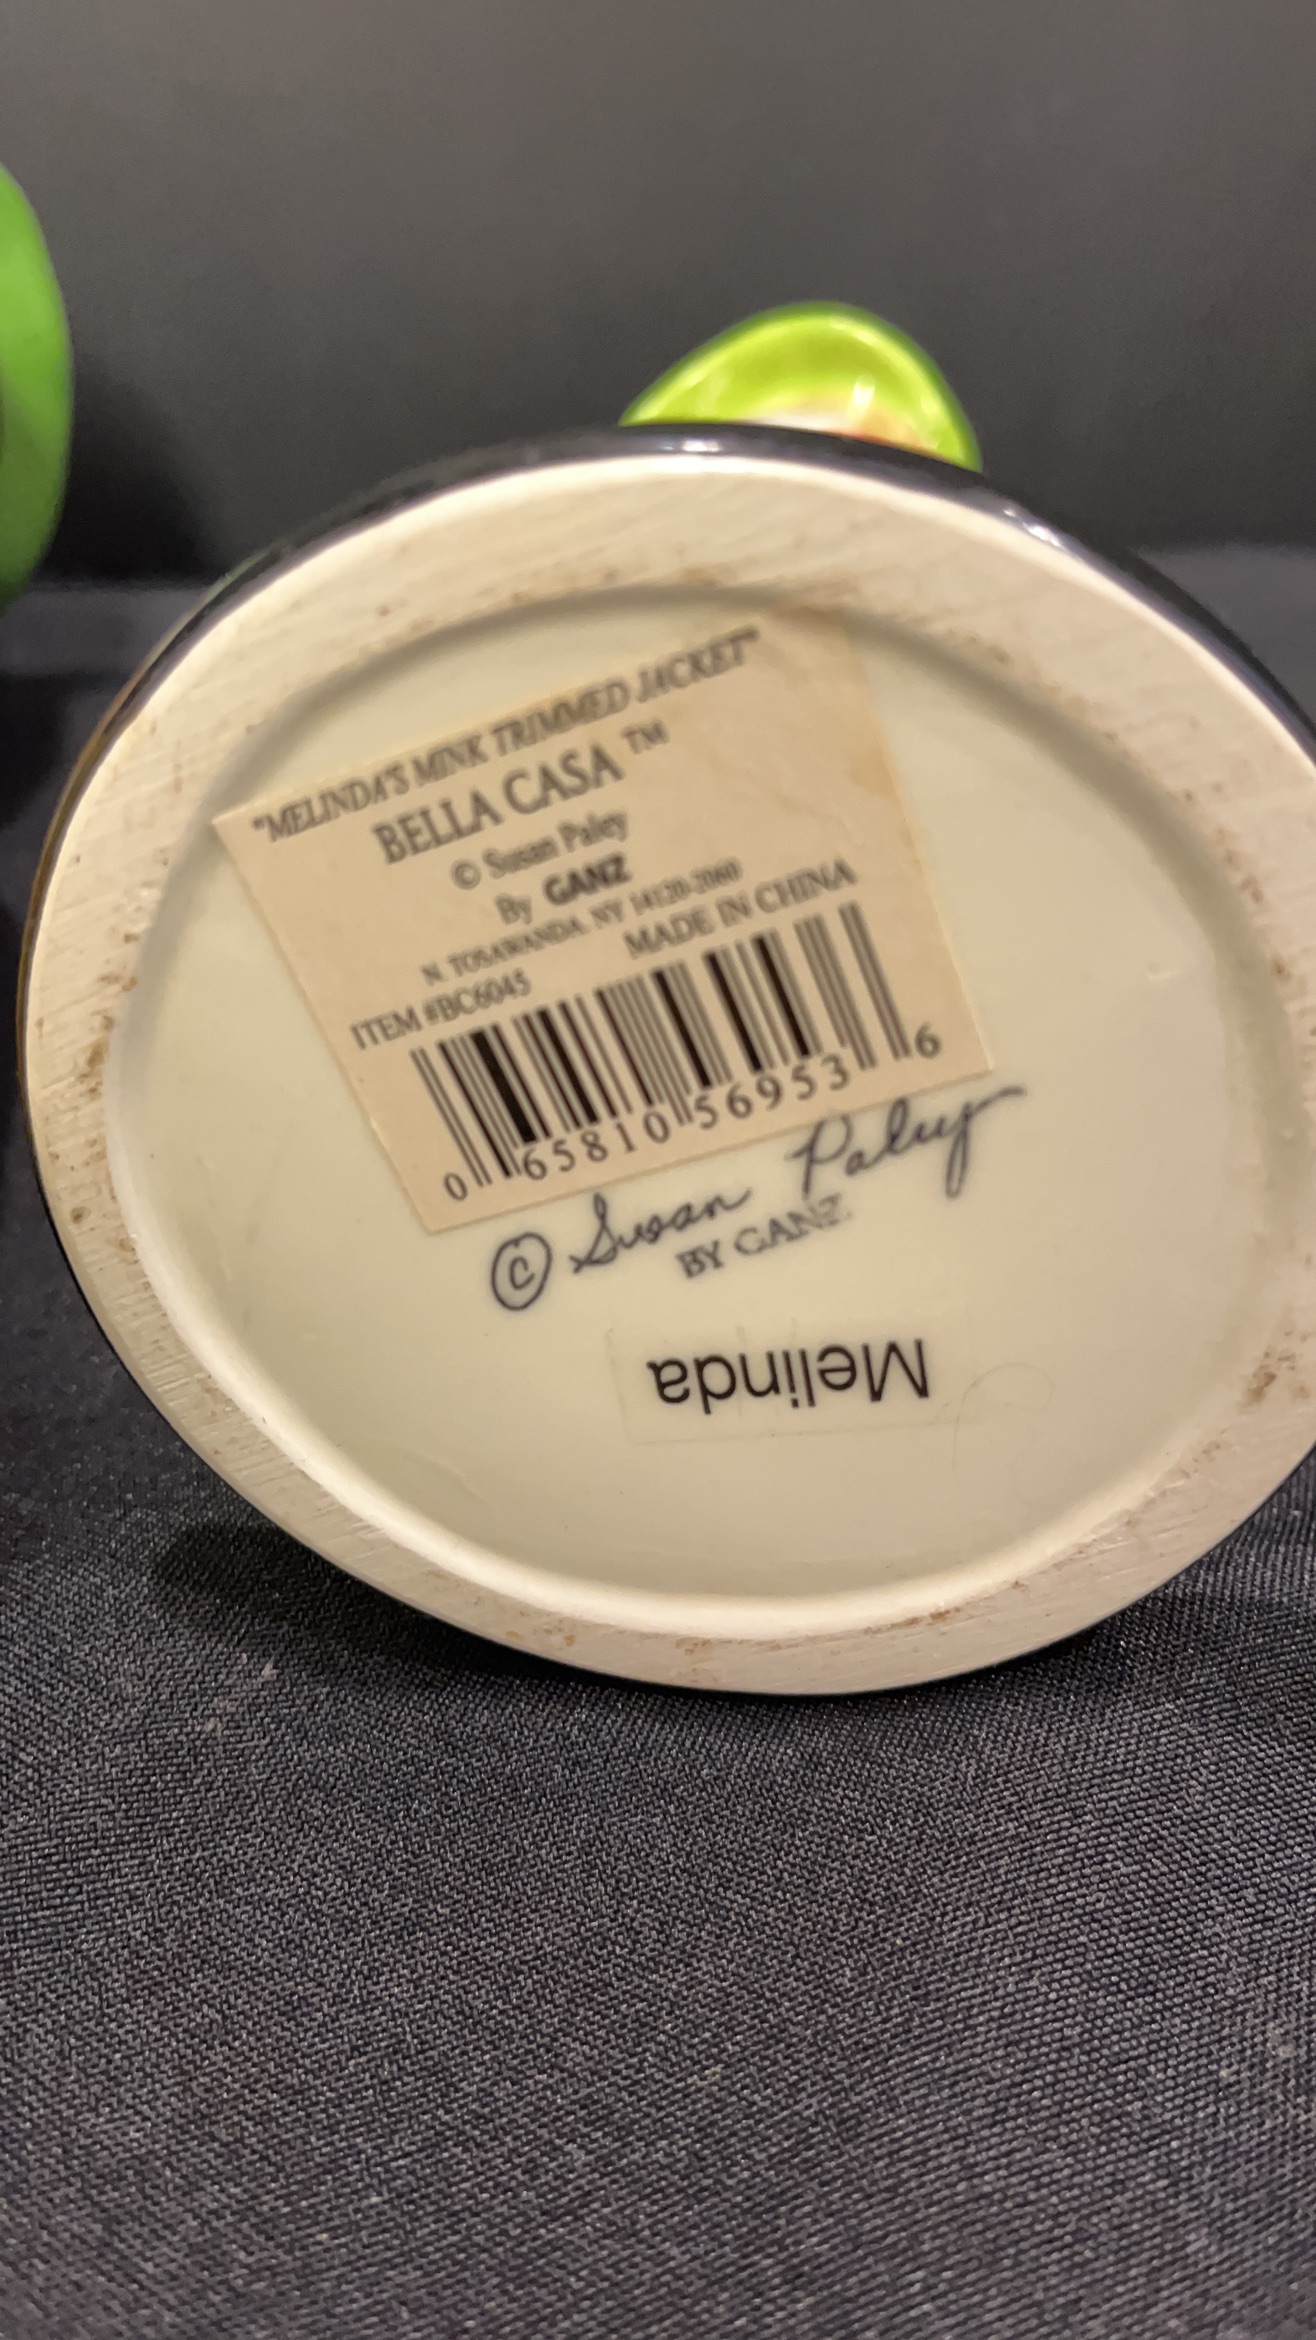 "MELINDA'S MINK TRIMMED JACKET"
BELLA CASA ™
© Susan Paley
By GANZ
N. TOSAWANDA. NY 14120-2060
MADE IN CHINA
ITEM #BC6045
0 65810 56953 6
© Susan Paley
BY GANZ
Melinda